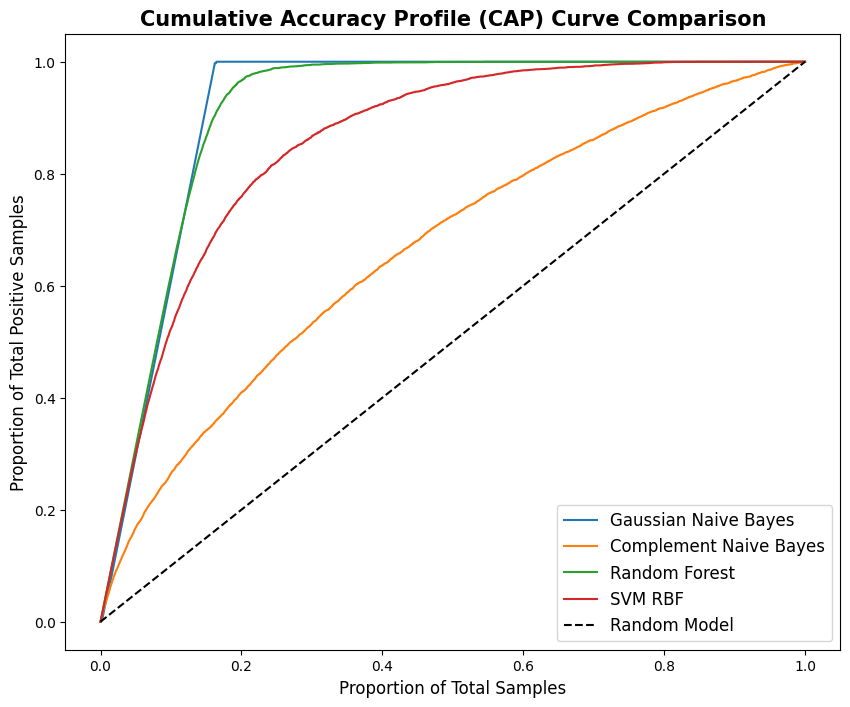 Cumulative Accuracy Profile (CAP) Curve Comparison
Proportion of Total Positive Samples
1.0
0.8
0.6
0.4
0.2
0.0
Gaussian Naive Bayes
Complement Naive Bayes
Random Forest
SVM RBF
Random Model
0.0 0.2 0.4 0.6 0.8 1.0
Proportion of Total Samples